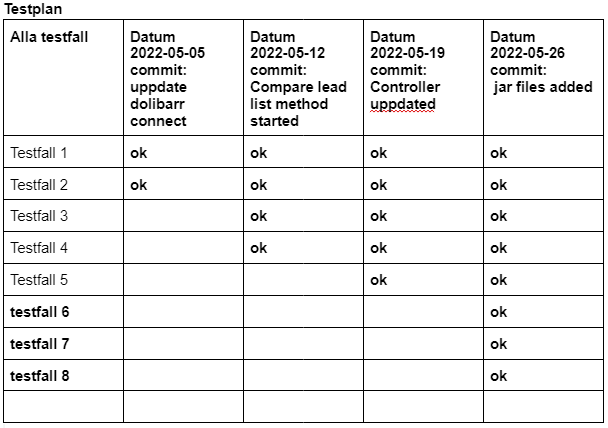 Testplan
Alla testfall
Datum
2022-05-05
commit:
uppdate
dolibarr
connect
Datum
2022-05-12
commit:
Compare lead
list method
started
Datum
2022-05-19
commit:
Controller
uppdated
Datum
2022-05-26
commit:
jar files added
Testfall 1 ok ok ok ok
Testfall 2 ok ok ok ok
Testfall 3 ok ok ok
Testfall 4 ok ok ok
Testfall 5 ok ok
testfall 6 ok
testfall 7 ok
testfall 8 ok